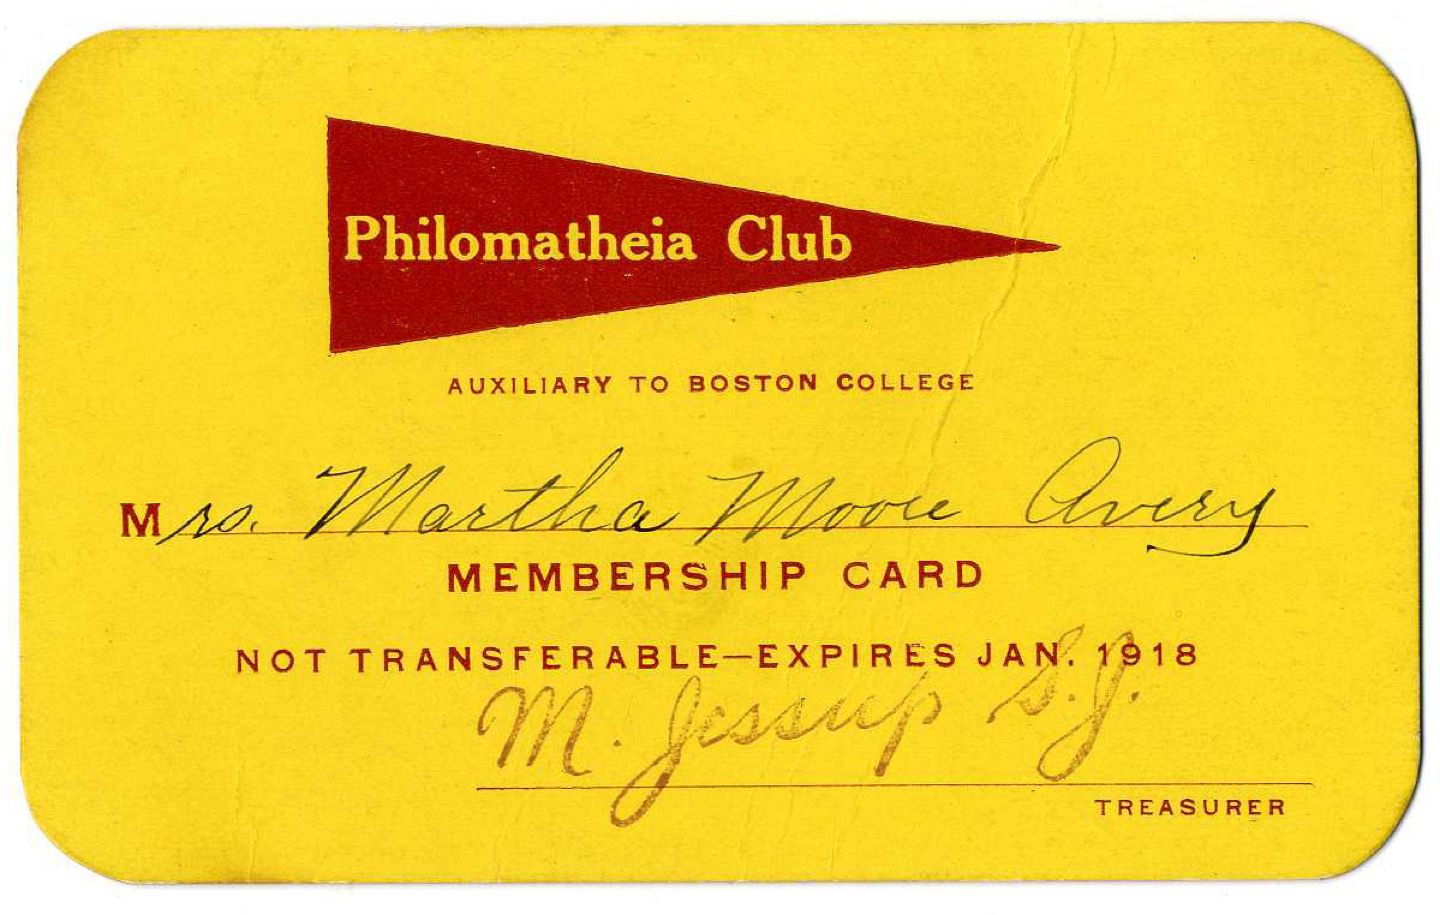 Philomatheia Club
AUXILIARY TO BOSTON COLLEGE
Mrs. Martha Moore Avery
MEMBERSHIP CARD
NOT TRANSFERABLE—EXPIRES JAN. 1918
M. Jessup S.J.
TREASURER